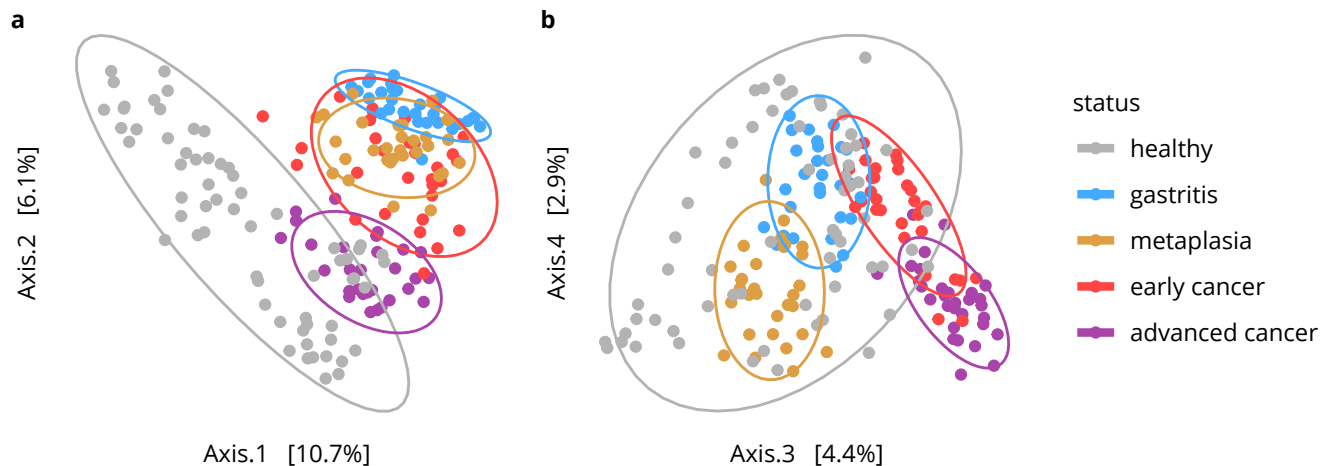 a
b
Axis.2 [6.1%]
Axis.1 [10.7%]
Axis.4 [2.9%]
Axis.3 [4.4%]
status
healthy
gastritis
metaplasia
early cancer
advanced cancer